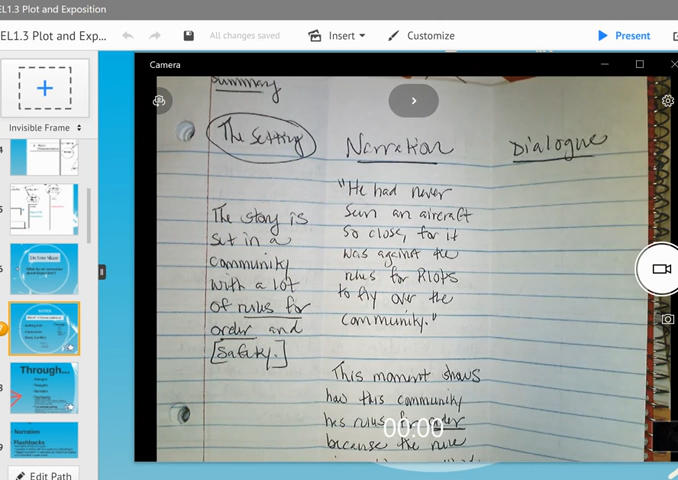 EL1.3 Plot and Exposition
EL1.3 Plot and Exp...
All changes saved
Insert
Customize
Present
Invisible Frame
Camera
Summary
The Setting
Narration
Dialogue
The story is
set in a
community
with a lot
of rules for
order and
[Safety.]
"He had never
seen an aircraft
so close, for it
was against the
rules for Pilots
to fly over the
community."
This moment shows
how this community
has rules for order
because the rule
00:00
NOTES
Through...
Narration
Flashbacks
Edit Path